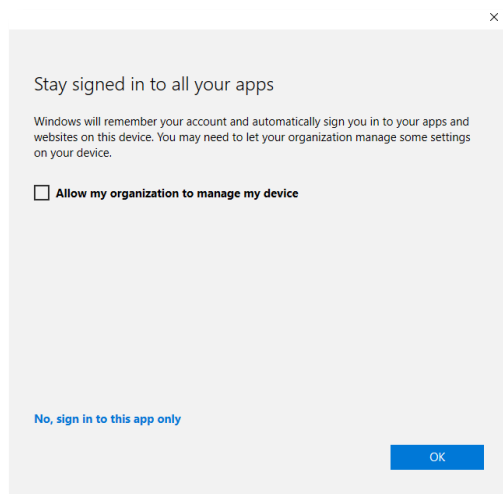 Stay signed in to all your apps
Windows will remember your account and automatically sign you in to your apps and
websites on this device. You may need to let your organization manage some settings
on your device.
Allow my organization to manage my device
No, sign in to this app only
OK